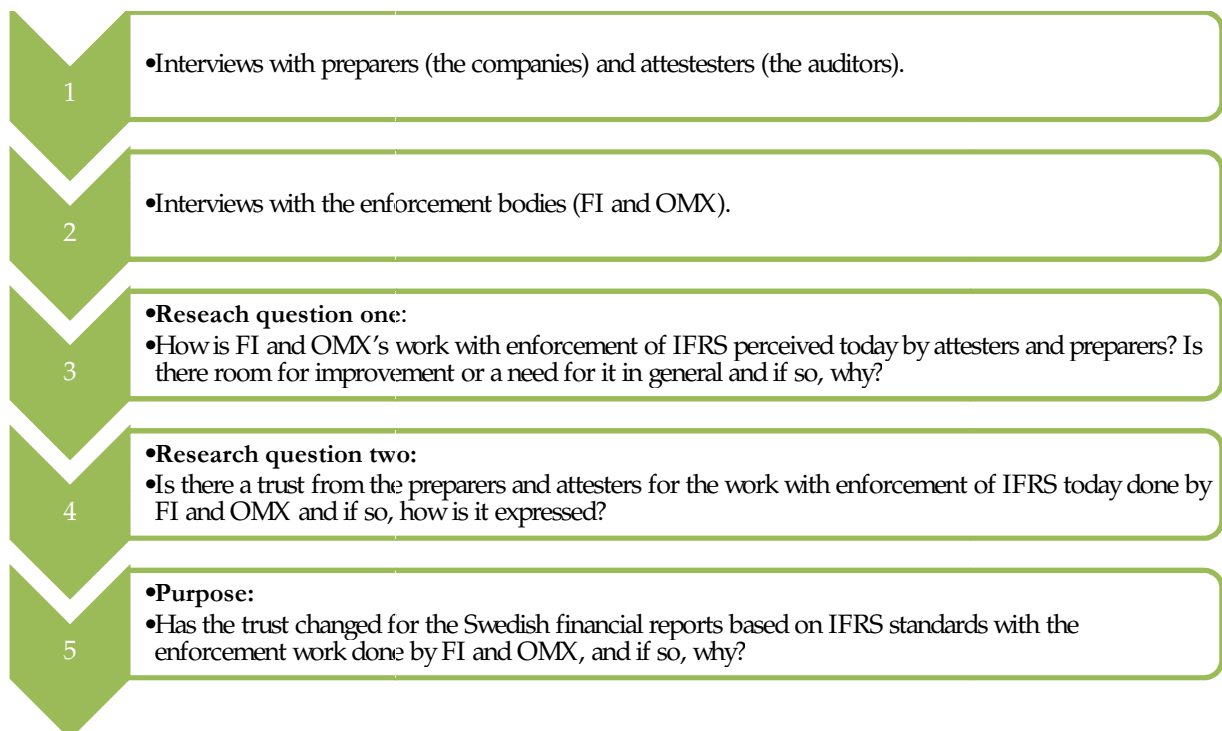 1
•Interviews with preparers (the companies) and attestesters (the auditors).
2
•Interviews with the enforcement bodies (FI and OMX).
3
•Reseach question one:
•How is FI and OMX’s work with enforcement of IFRS perceived today by attesters and preparers? Is
there room for improvement or a need for it in general and if so, why?
4
•Research question two:
•Is there a trust from the preparers and attesters for the work with enforcement of IFRS today done by
FI and OMX and if so, how is it expressed?
5
•Purpose:
•Has the trust changed for the Swedish financial reports based on IFRS standards with the
enforcement work done by FI and OMX, and if so, why?